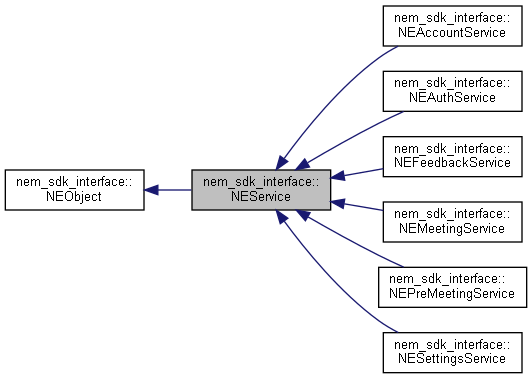 nem_sdk_interface::
NEObject
nem_sdk_interface::
NEService
nem_sdk_interface::
NEAccountService
nem_sdk_interface::
NEAuthService
nem_sdk_interface::
NEFeedbackService
nem_sdk_interface::
NEMeetingService
nem_sdk_interface::
NEPreMeetingService
nem_sdk_interface::
NESettingsService